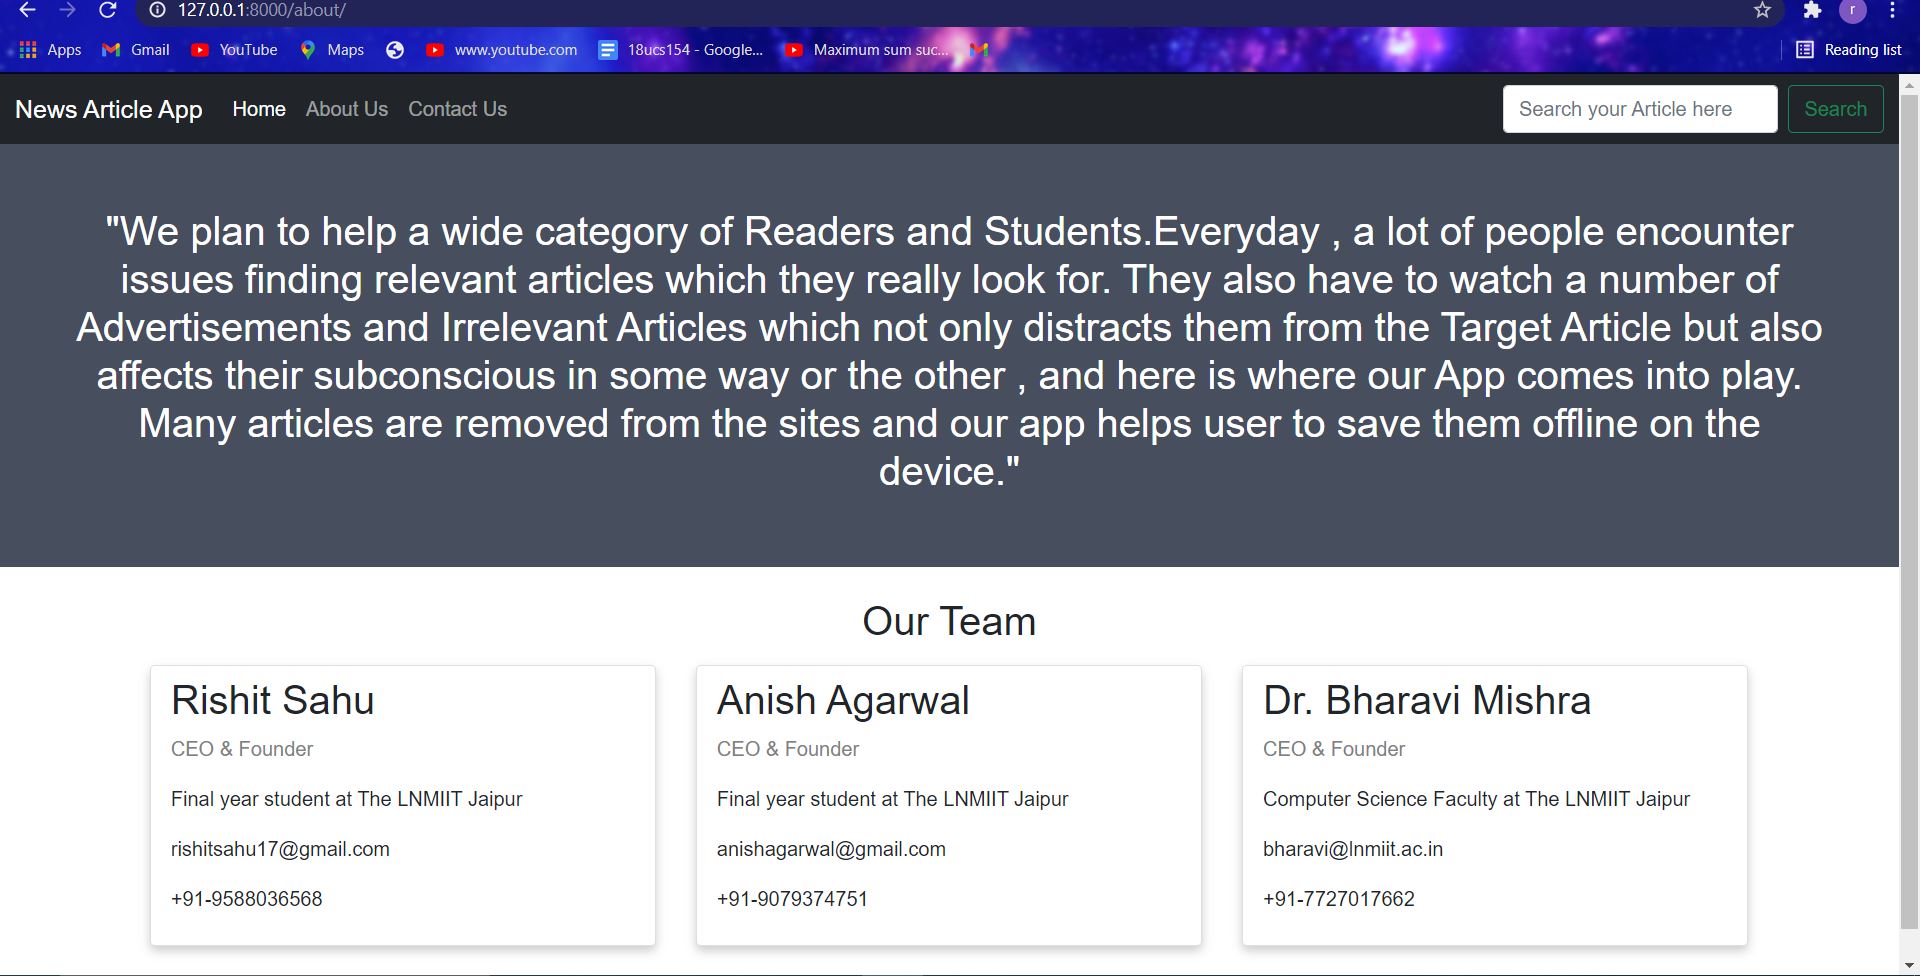 127.0.0.1:8000/about/
r
Apps Gmail YouTube Maps www.youtube.com 18ucs154 - Google... Maximum sum suc... Reading list
News Article App Home About Us Contact Us Search your Article here Search
"We plan to help a wide category of Readers and Students.Everyday , a lot of people encounter
issues finding relevant articles which they really look for. They also have to watch a number of
Advertisements and Irrelevant Articles which not only distracts them from the Target Article but also
affects their subconscious in some way or the other , and here is where our App comes into play.
Many articles are removed from the sites and our app helps user to save them offline on the
device."
Our Team
Rishit Sahu
CEO & Founder
Final year student at The LNMIIT Jaipur
rishitsahu17@gmail.com
+91-9588036568
Anish Agarwal
CEO & Founder
Final year student at The LNMIIT Jaipur
anishagarwal@gmail.com
+91-9079374751
Dr. Bharavi Mishra
CEO & Founder
Computer Science Faculty at The LNMIIT Jaipur
bharavi@lnmiit.ac.in
+91-7727017662